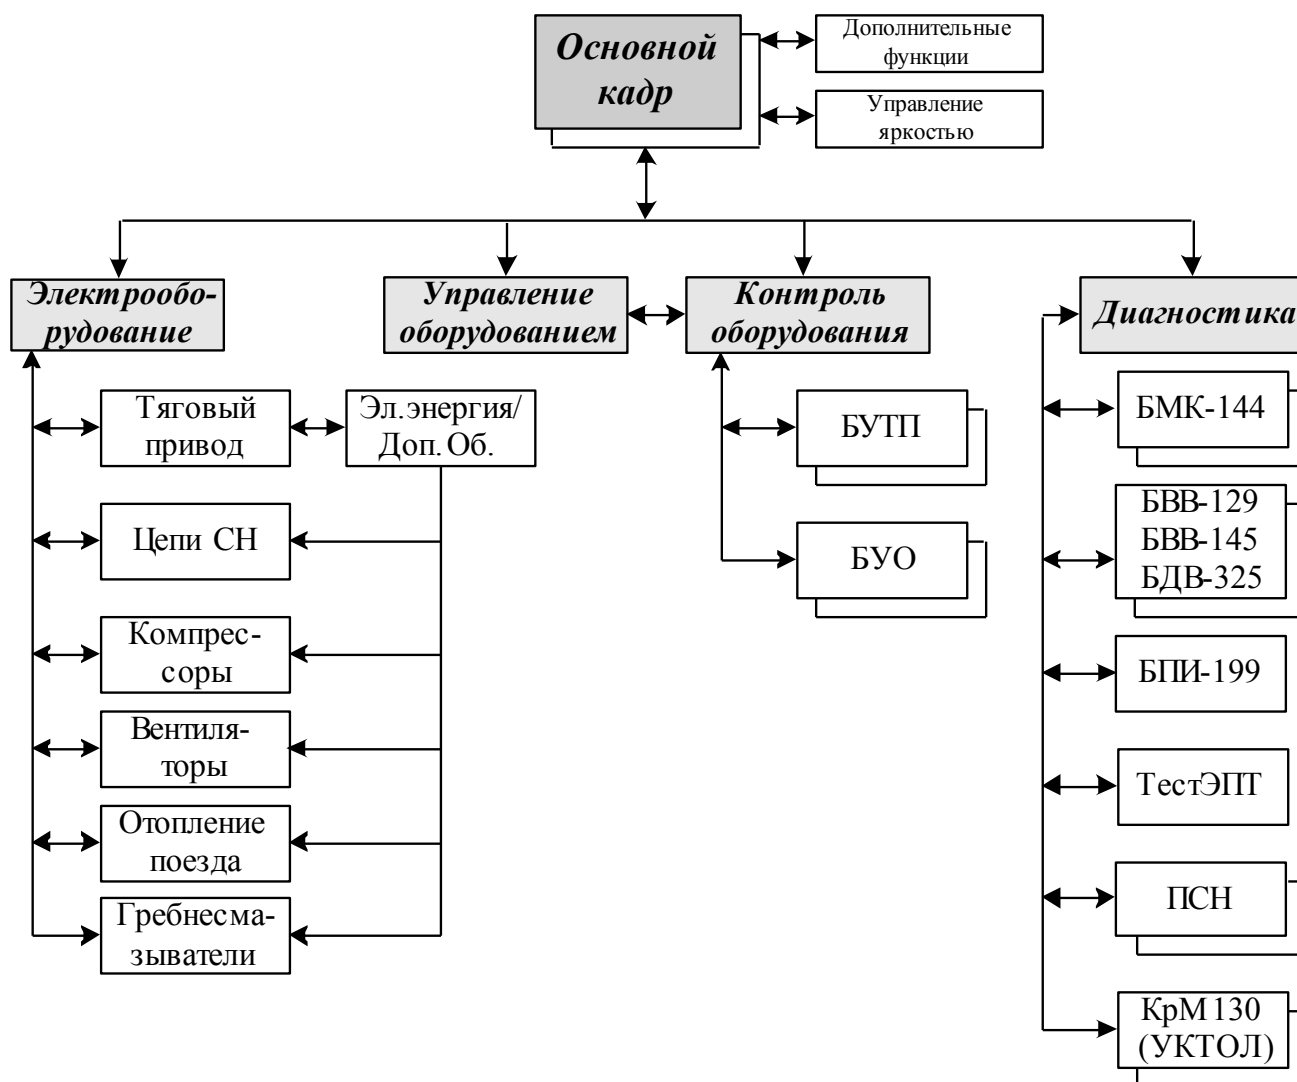 Основной
кадр
Дополнительные
функции
Управление
яркостью
Электрообо-
рудование
Управление
оборудованием
Контроль
оборудования
Диагностика
Тяговый
привод
Эл.энергия/
Доп.Об.
Цепи СН
Компрес-
соры
Вентиля-
торы
Отопление
поезда
Гребнесма-
зыватели
БУТП
БУО
БМК-144
БВВ-129
БВВ-145
БДВ-325
БПИ-199
ТестЭПТ
ПСН
КрМ130
(УКТОЛ)